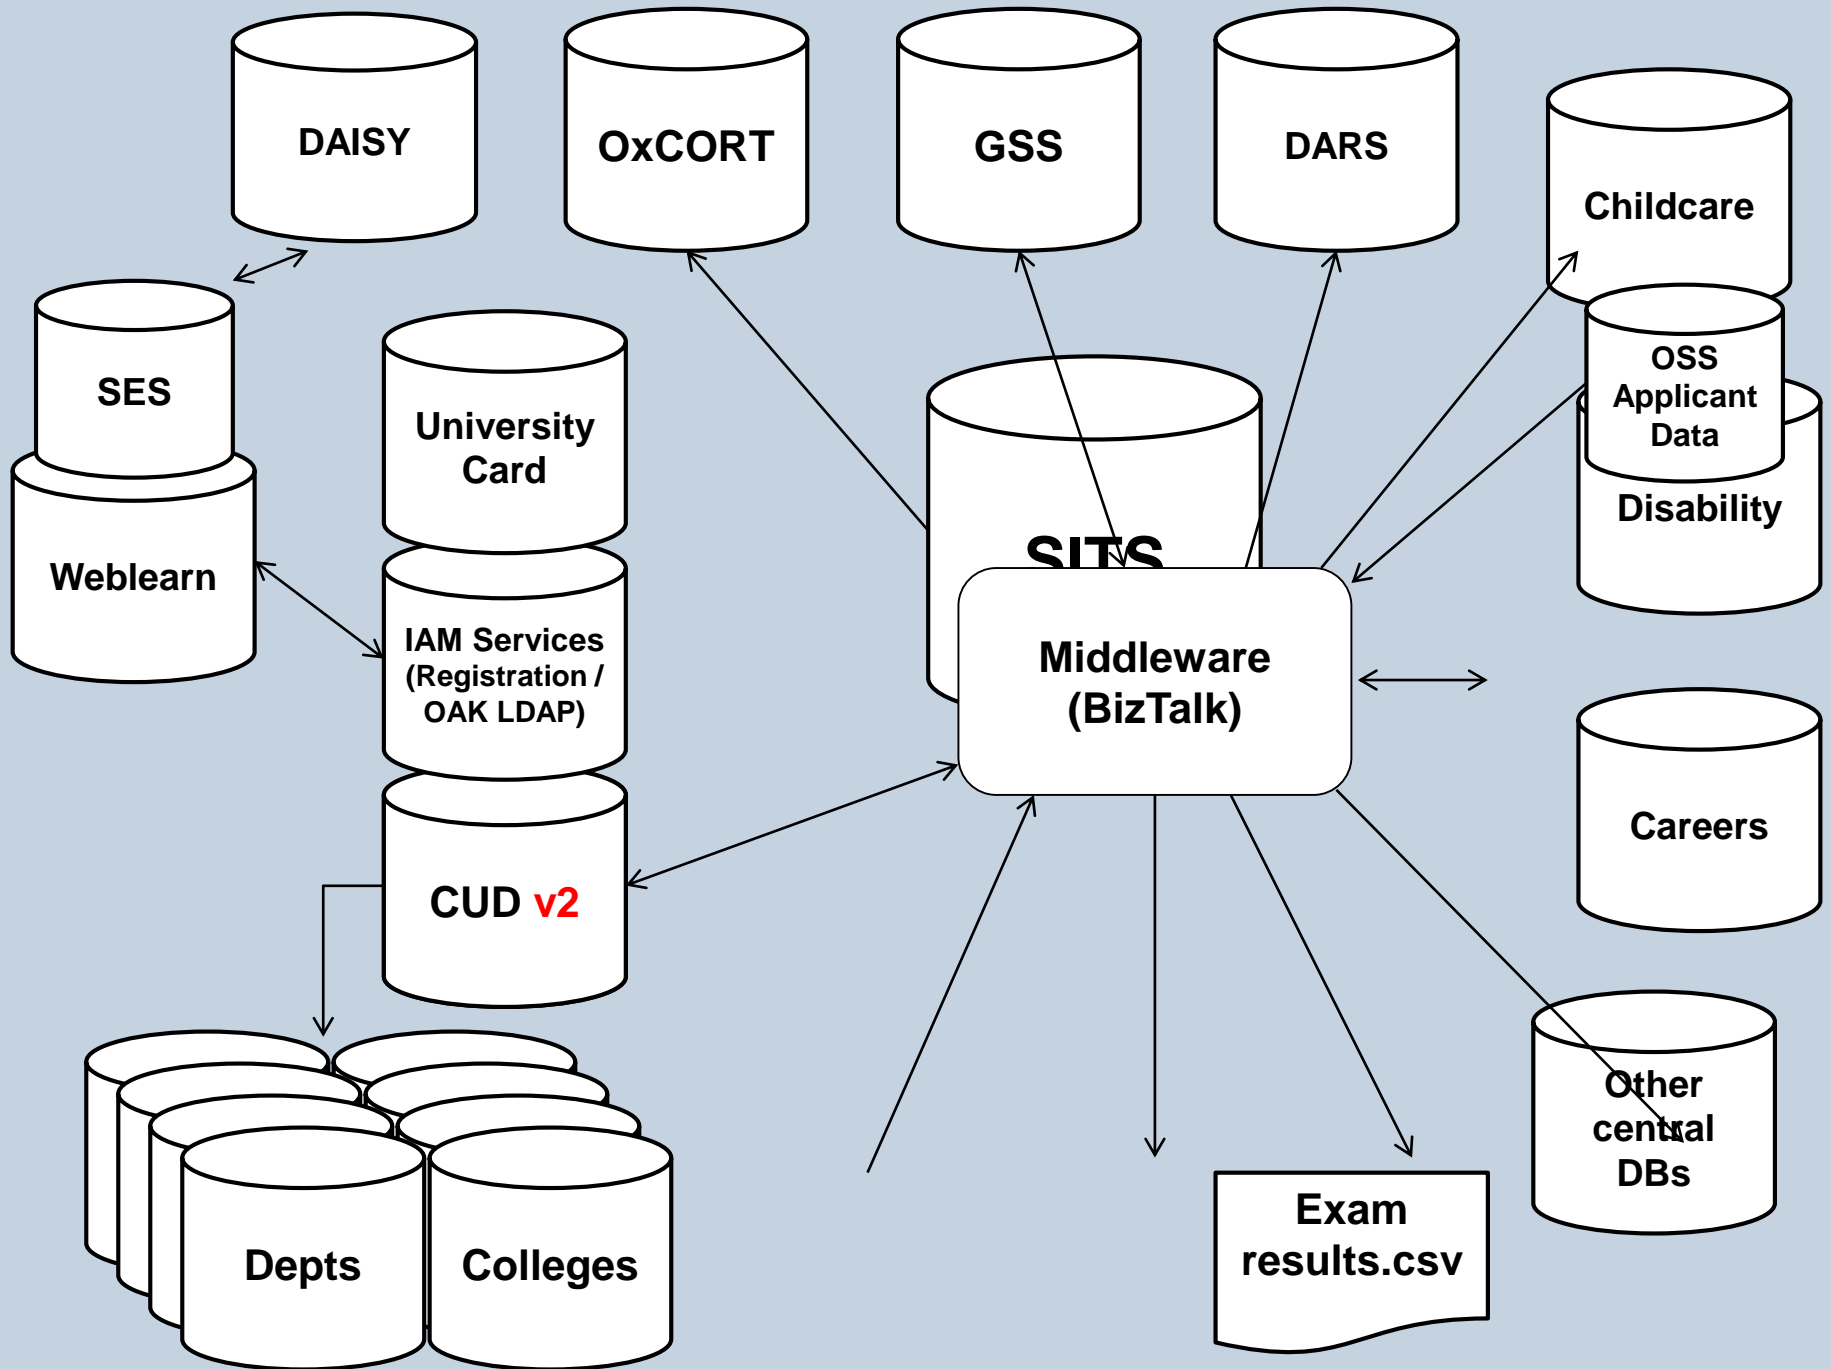 DAISY
OxCORT
GSS
DARS
Childcare
SES
University
Card
OSS
Applicant
Data
Disability
SITS
Weblearn
IAM Services
(Registration /
OAK LDAP)
Middleware
(BizTalk)
Careers
CUD v2
Other
central
DBs
Exam
results.csv
Depts
Colleges